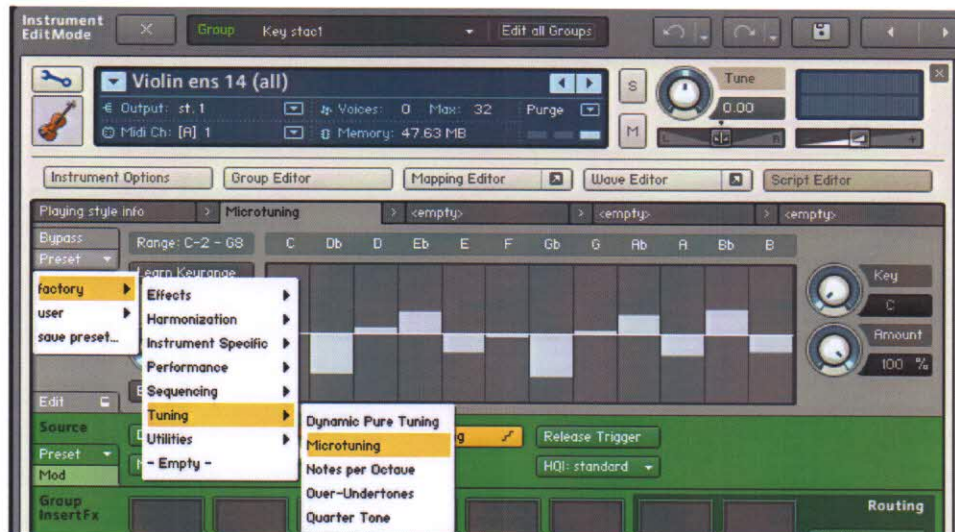 Instrument
EditMode
Group Key stac1 Edit all Groups
Violin ens 14 (all)
Output: st. 1 Voices: 0 Max: 32 Purge
Midi Ch: [A] 1 Memory: 47.63 MB
S
M
Tune
0.00
L R
- +
Instrument Options Group Editor Mapping Editor Wave Editor Script Editor
Playing style info > Microtuning > <empty> > <empty> > <empty>
Bypass
Preset
Range: C-2 - G8 C Db D Eb E F Gb G Ab A Bb B
Learn Keyrange
Key
C
Amount
100 %
factory
user
save preset...
Effects
Harmonization
Instrument Specific
Performance
Sequencing
Tuning
Utilities
- Empty -
Dynamic Pure Tuning
Microtuning
Notes per Octave
Over-Undertones
Quarter Tone
Edit
Source
Preset
Mod
Release Trigger
HQI: standard
Group
InsertFx
Routing